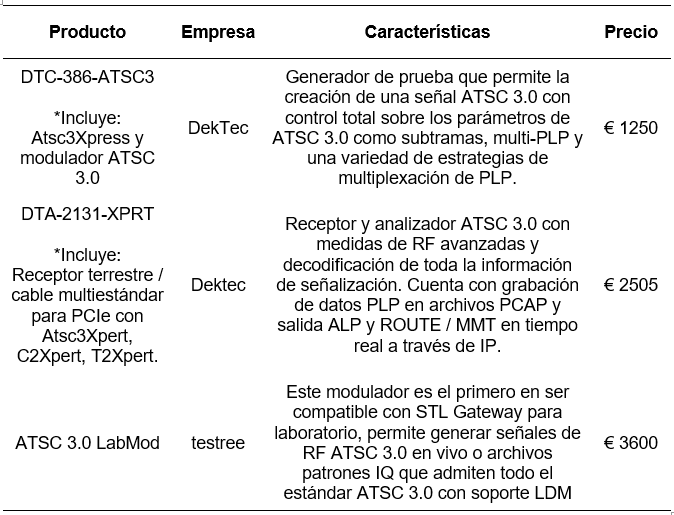 Producto Empresa Características Precio
DTC-386-ATSC3
*Incluye:
Atsc3Xpress y
modulador ATSC
3.0
DekTec
Generador de prueba que permite la
creación de una señal ATSC 3.0 con
control total sobre los parámetros de
ATSC 3.0 como subtramas, multi-PLP y
una variedad de estrategias de
multiplexación de PLP.
€ 1250
DTA-2131-XPRT
*Incluye:
Receptor terrestre /
cable multiestándar
para PCIe con
Atsc3Xpert,
C2Xpert, T2Xpert.
Dektec
Receptor y analizador ATSC 3.0 con
medidas de RF avanzadas y
decodificación de toda la información
de señalización. Cuenta con grabación
de datos PLP en archivos PCAP y
salida ALP y ROUTE / MMT en tiempo
real a través de IP.
€ 2505
ATSC 3.0 LabMod
testree
Este modulador es el primero en ser
compatible con STL Gateway para
laboratorio, permite generar señales de
RF ATSC 3.0 en vivo o archivos
patrones IQ que admiten todo el
estándar ATSC 3.0 con soporte LDM
€ 3600